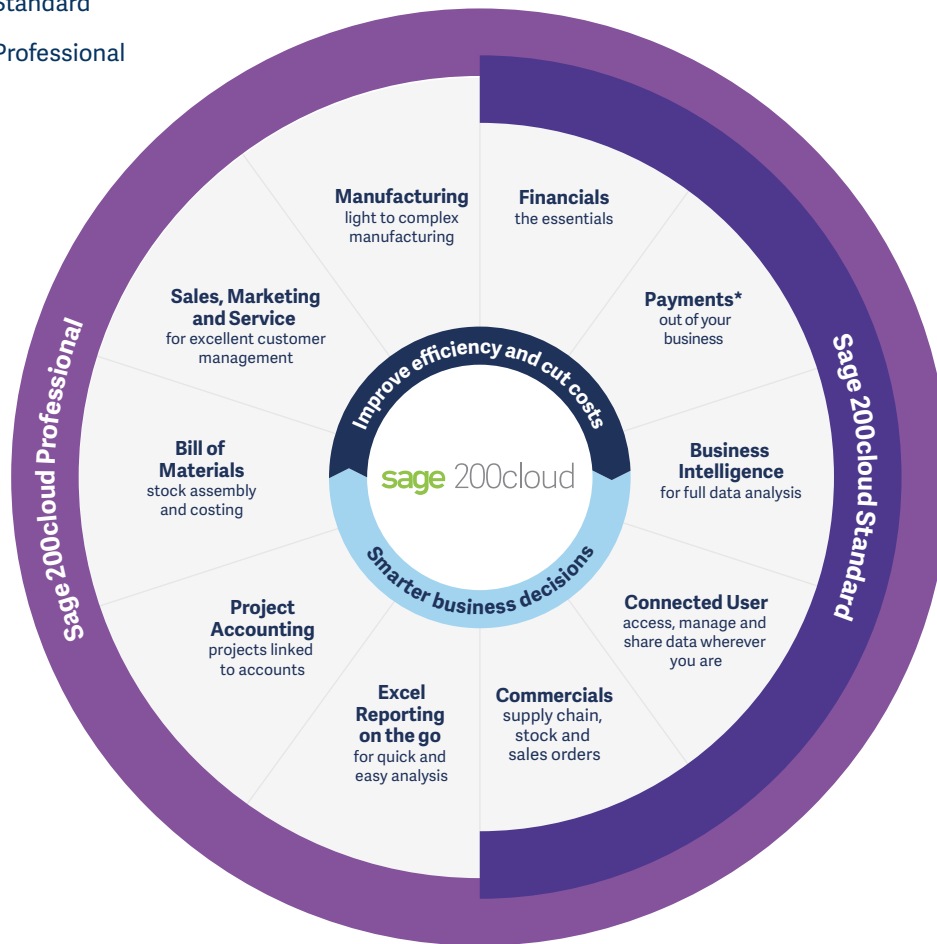 Standard
Professional
Manufacturing
light to complex
manufacturing
Financials
the essentials
Payments*
out of your
business
Business
Intelligence
for full data analysis
Connected User
access, manage and
share data wherever
you are
Commercials
supply chain,
stock and
sales orders
Excel
Reporting
on the go
for quick and
easy analysis
Project
Accounting
projects linked
to accounts
Bill of
Materials
stock assembly
and costing
Sales, Marketing
and Service
for excellent customer
management
Sage 200cloud Professional
Sage 200cloud Standard
Improve efficiency and cut costs
sage 200cloud
Smarter business decisions